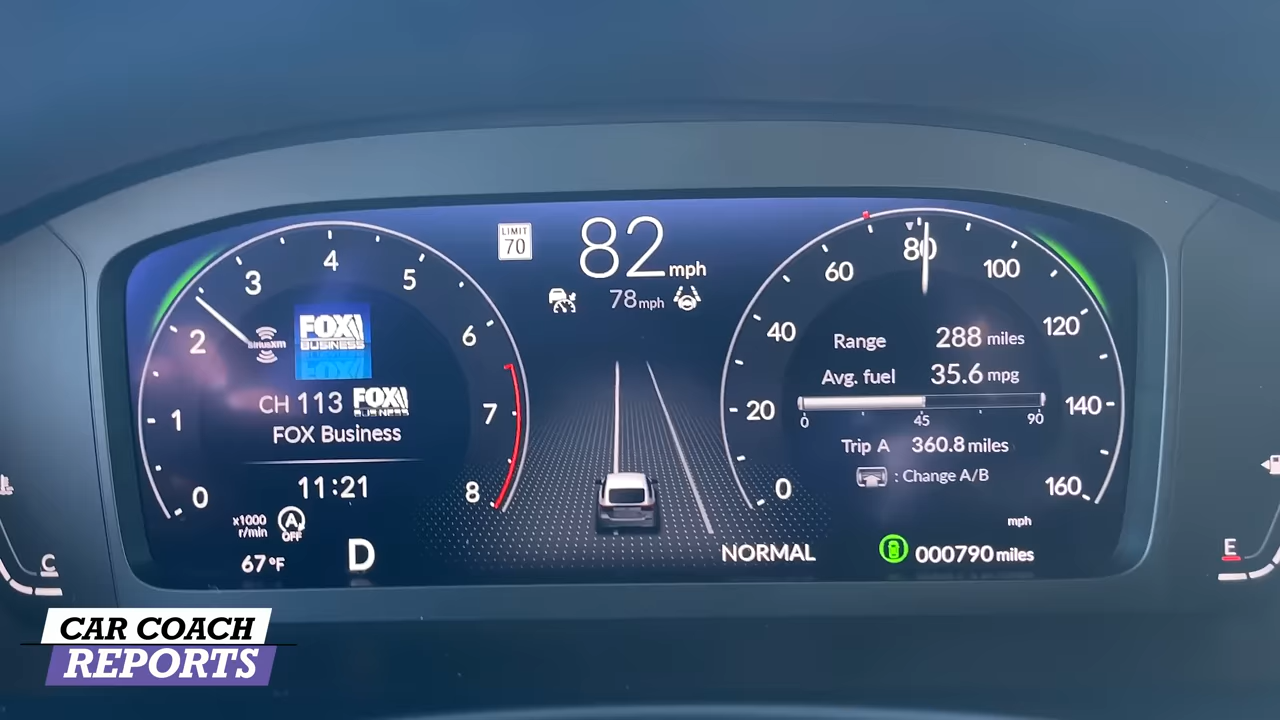 LIMIT
70
82 mph
78 mph
0
1
2
3
4
5
6
7
8
siriusxm
FOX
BUSINESS
CH 113 FOX
BUSINESS
FOX Business
11:21
x1000
r/min
A
OFF
67°F
D
0
20
40
60
80
100
120
140
160
Range 288 miles
Avg. fuel 35.6 mpg
0 45 90
Trip A 360.8 miles
: Change A/B
mph
NORMAL
000790 miles
C
E
CAR COACH
REPORTS